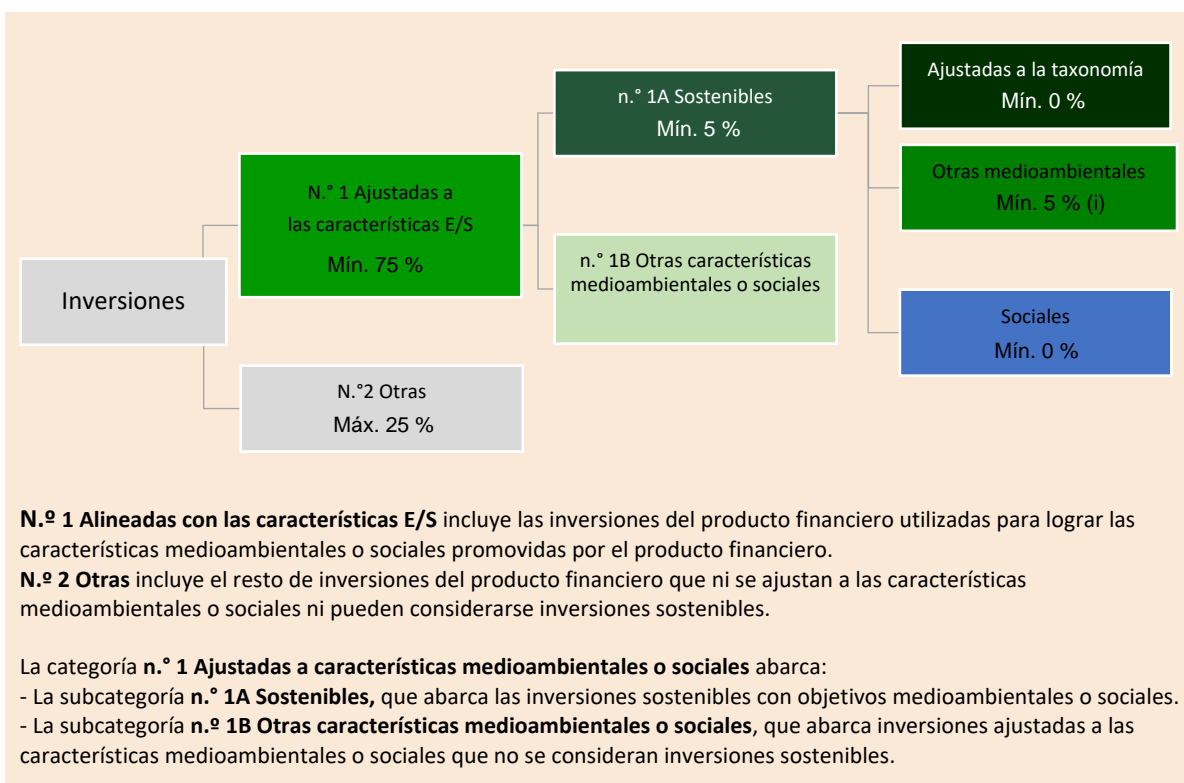 Ajustadas a la taxonomía
Mín. 0 %
n.° 1A Sostenibles
Mín. 5 %
Otras medioambientales
Mín. 5 % (i)
N.° 1 Ajustadas a
las características E/S
Mín. 75 %
n.° 1B Otras características
medioambientales o sociales
Inversiones
Sociales
Mín. 0 %
N.°2 Otras
Máx. 25 %
N.º 1 Alineadas con las características E/S incluye las inversiones del producto financiero utilizadas para lograr las
características medioambientales o sociales promovidas por el producto financiero.
N.º 2 Otras incluye el resto de inversiones del producto financiero que ni se ajustan a las características
medioambientales o sociales ni pueden considerarse inversiones sostenibles.
La categoría n.° 1 Ajustadas a características medioambientales o sociales abarca:
- La subcategoría n.° 1A Sostenibles, que abarca las inversiones sostenibles con objetivos medioambientales o sociales.
- La subcategoría n.º 1B Otras características medioambientales o sociales, que abarca inversiones ajustadas a las
características medioambientales o sociales que no se consideran inversiones sostenibles.